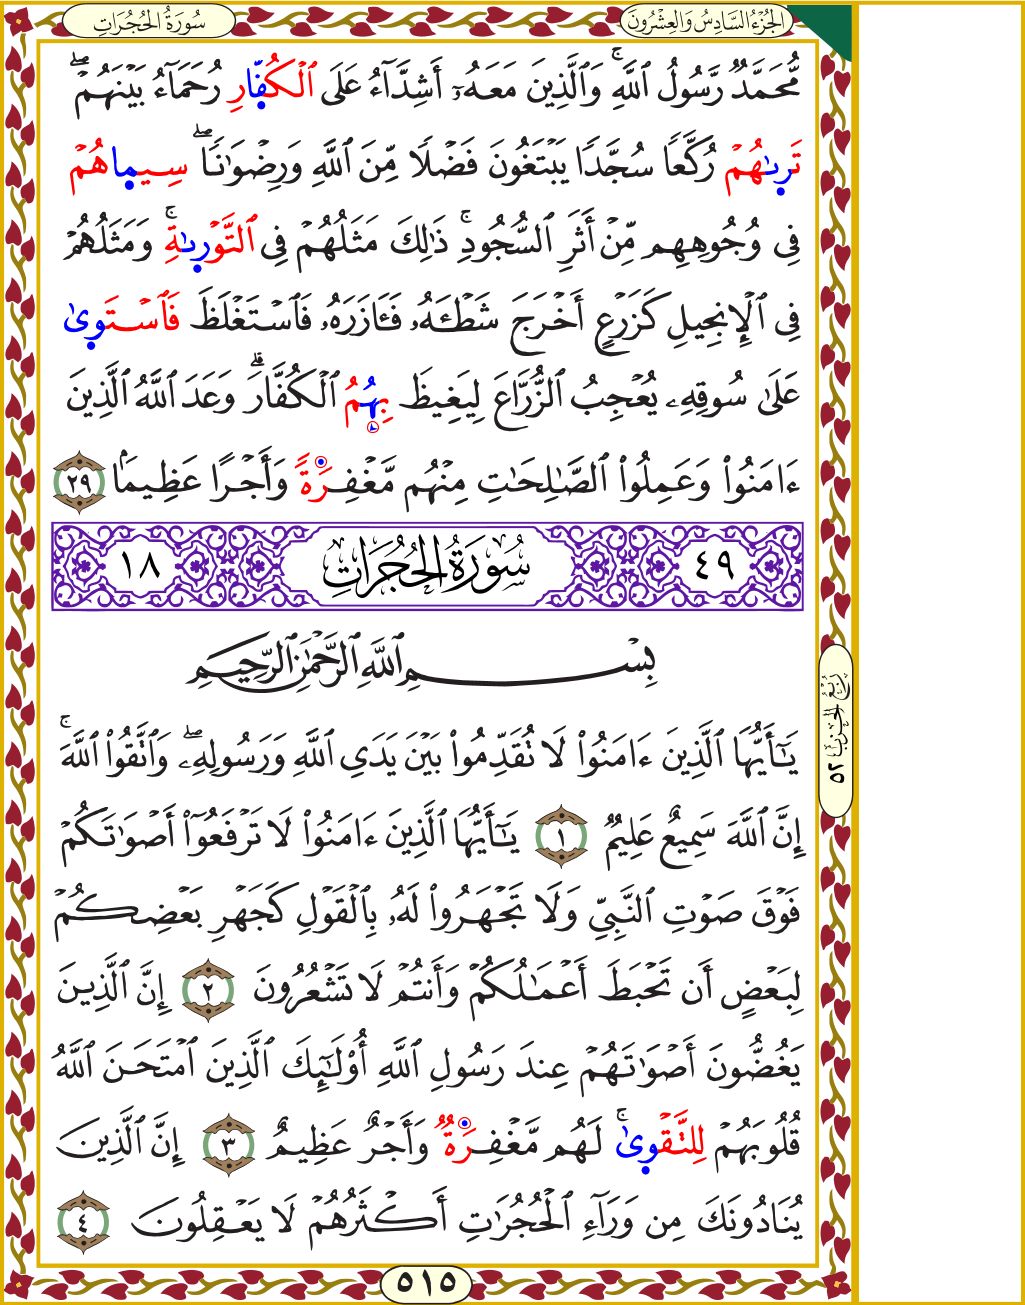 سُورَةُ الحُجُرَاتِ
الجُزْءُ السَّادِسُ وَالعِشْرُونَ
مُّحَمَّدٌ رَّسُولُ ٱللَّهِۚ وَٱلَّذِينَ مَعَهُۥٓ أَشِدَّآءُ عَلَى ٱلْكُفِّارِ رُحَمَآءُ بَيْنَهُمْۖ
تَرِىٰهُمْ رُكَّعًا سُجَّدًا يَبْتَغُونَ فَضْلًا مِّنَ ٱللَّهِ وَرِضْوَٰنًاۖ سِيمِاهُمْ
فِى وُجُوهِهِم مِّنْ أَثَرِ ٱلسُّجُودِۚ ذَٰلِكَ مَثَلُهُمْ فِى ٱلتَّوْرِىٰةِۚ وَمَثَلُهُمْ
فِى ٱلْإِنجِيلِ كَزَرْعٍ أَخْرَجَ شَطْـَٔهُۥ فَـَٔازَرَهُۥ فَٱسْتَغْلَظَ فَٱسْتَوِىٰ
عَلَىٰ سُوقِهِۦ يُعْجِبُ ٱلزُّرَّاعَ لِيَغِيظَ بِهُمُ ٱلْكُفَّارَۗ وَعَدَ ٱللَّهُ ٱلَّذِينَ
ءَامَنُوا۟ وَعَمِلُوا۟ ٱلصَّٰلِحَٰتِ مِنْهُم مَّغْفِرَةً وَأَجْرًا عَظِيمًۢا ٢٩
٤٩ سُورَةُ الحُجُرَاتِ ١٨
بِسْمِ ٱللَّهِ ٱلرَّحْمَٰنِ ٱلرَّحِيمِ
يَٰٓأَيُّهَا ٱلَّذِينَ ءَامَنُوا۟ لَا تُقَدِّمُوا۟ بَيْنَ يَدَىِ ٱللَّهِ وَرَسُولِهِۦۖ وَٱتَّقُوا۟ ٱللَّهَۚ
إِنَّ ٱللَّهَ سَمِيعٌ عَلِيمٌ ١ يَٰٓأَيُّهَا ٱلَّذِينَ ءَامَنُوا۟ لَا تَرْفَعُوٓا۟ أَصْوَٰتَكُمْ
فَوْقَ صَوْتِ ٱلنَّبِىِّ وَلَا تَجْهَرُوا۟ لَهُۥ بِٱلْقَوْلِ كَجَهْرِ بَعْضِكُمْ
لِبَعْضٍ أَن تَحْبَطَ أَعْمَٰلُكُمْ وَأَنتُمْ لَا تَشْعُرُونَ ٢ إِنَّ ٱلَّذِينَ
يَغُضُّونَ أَصْوَٰتَهُمْ عِندَ رَسُولِ ٱللَّهِ أُو۟لَٰٓئِكَ ٱلَّذِينَ ٱمْتَحَنَ ٱللَّهُ
قُلُوبَهُمْ لِلتَّقْوِىٰۚ لَهُم مَّغْفِرَةٌ وَأَجْرٌ عَظِيمٌ ٣ إِنَّ ٱلَّذِينَ
يُنَادُونَكَ مِن وَرَآءِ ٱلْحُجُرَٰتِ أَكْثَرُهُمْ لَا يَعْقِلُونَ ٤
رُبْعُ الحِزْبِ ٥٢
٥١٥